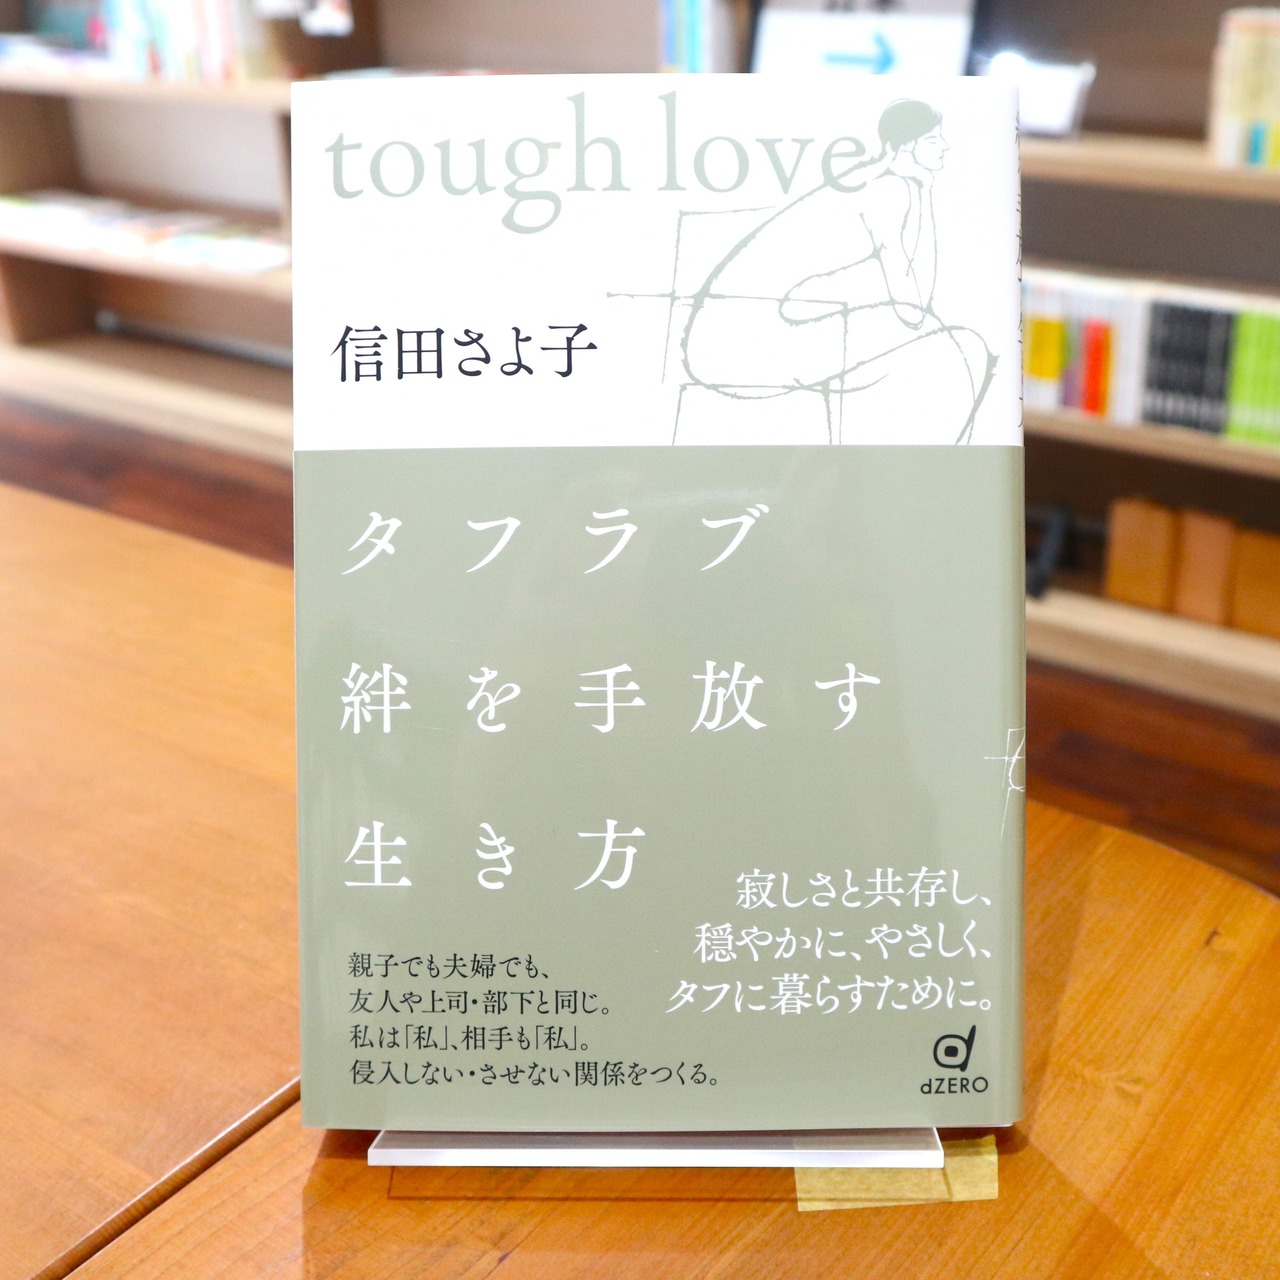 tough love
信田さよ子
タフラブ
絆を手放す
生き方
寂しさと共存し、
穏やかに、やさしく、
タフに暮らすために。
親子でも夫婦でも、
友人や上司・部下と同じ。
私は「私」、相手も「私」。
侵入しない・させない関係をつくる。
dZERO